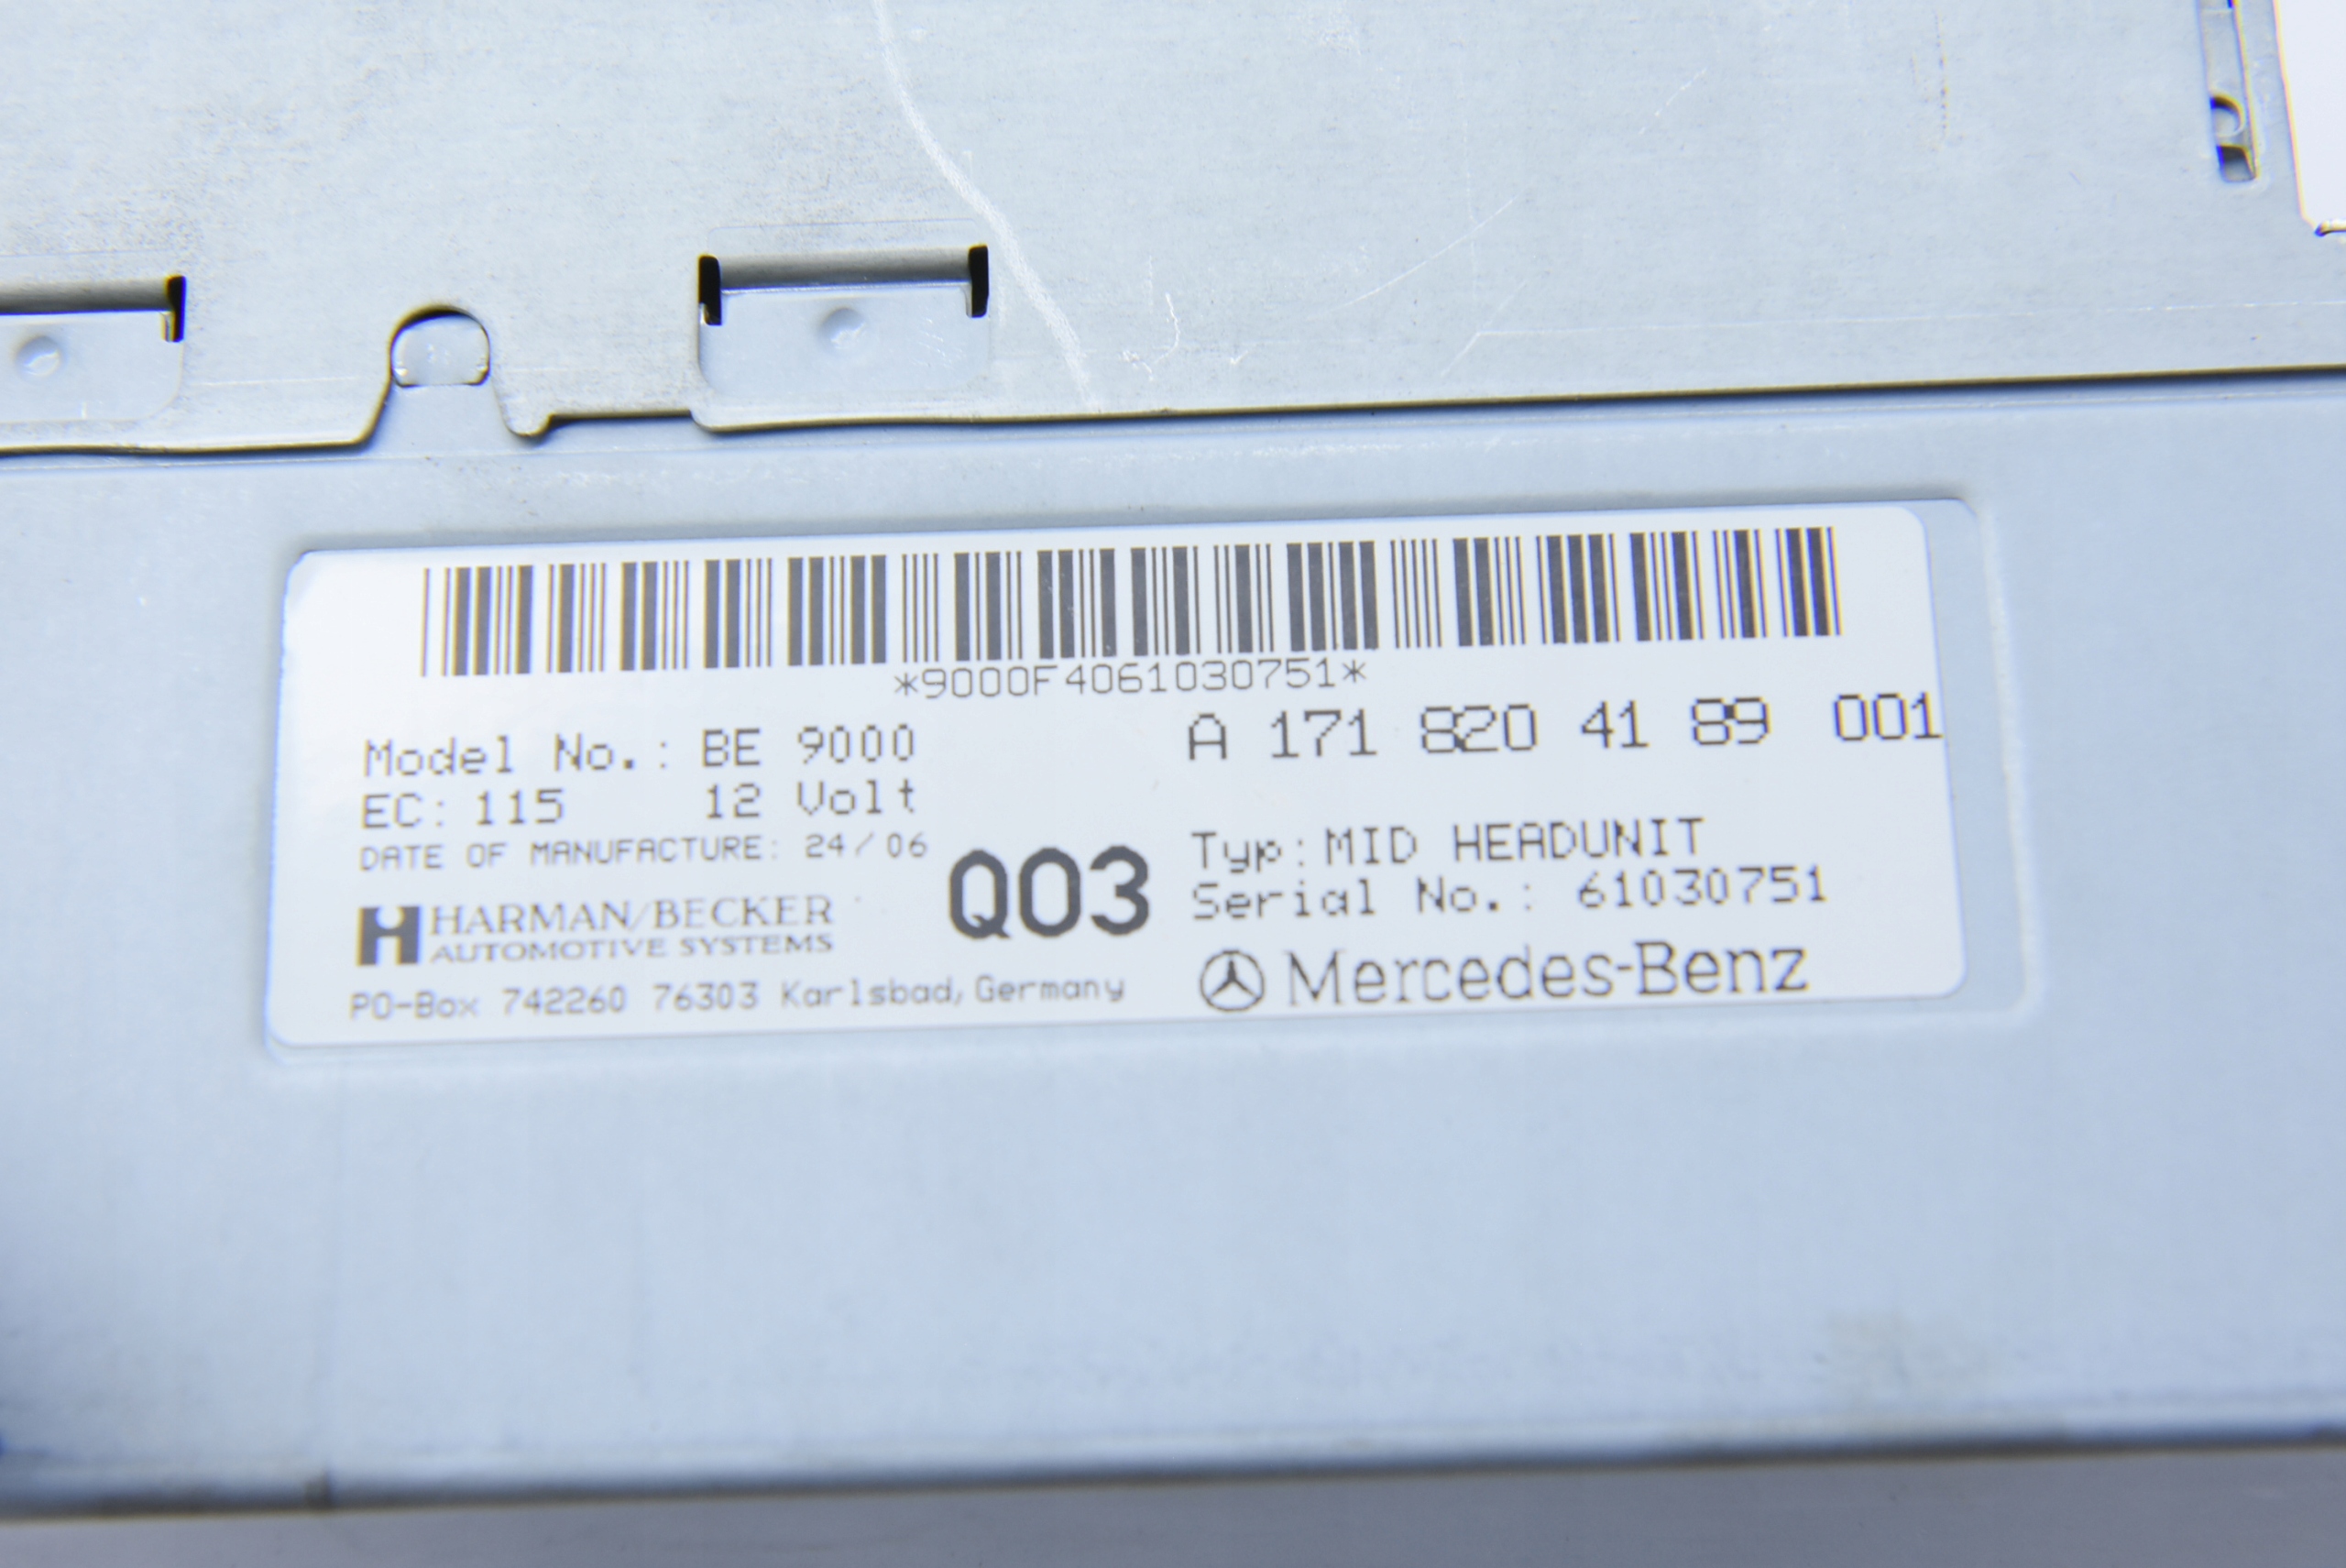 *9000F4061030751*
Model No.: BE 9000
A 171 820 41 89 001
EC: 115 12 Volt
DATE OF MANUFACTURE: 24/06
Q03
Typ: MID HEADUNIT
Serial No.: 61030751
HARMAN/BECKER
AUTOMOTIVE SYSTEMS
PO-Box 742260 76303 Karlsbad, Germany
Mercedes-Benz